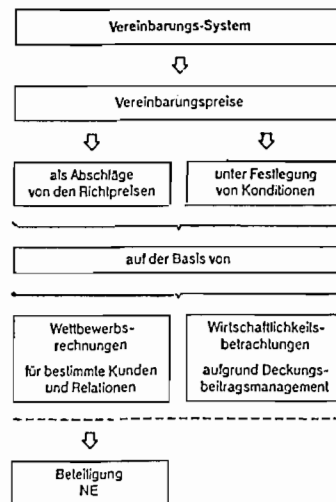 Vereinbarungs-System
Vereinbarungspreise
als Abschläge
von den Richtpreisen
unter Festlegung
von Konditionen
auf der Basis von
Wettbewerbs-
rechnungen
für bestimmte Kunden
und Relationen
Wirtschaftlichkeits-
betrachtungen
aufgrund Deckungs-
beitragsmanagement
Beteiligung
NE